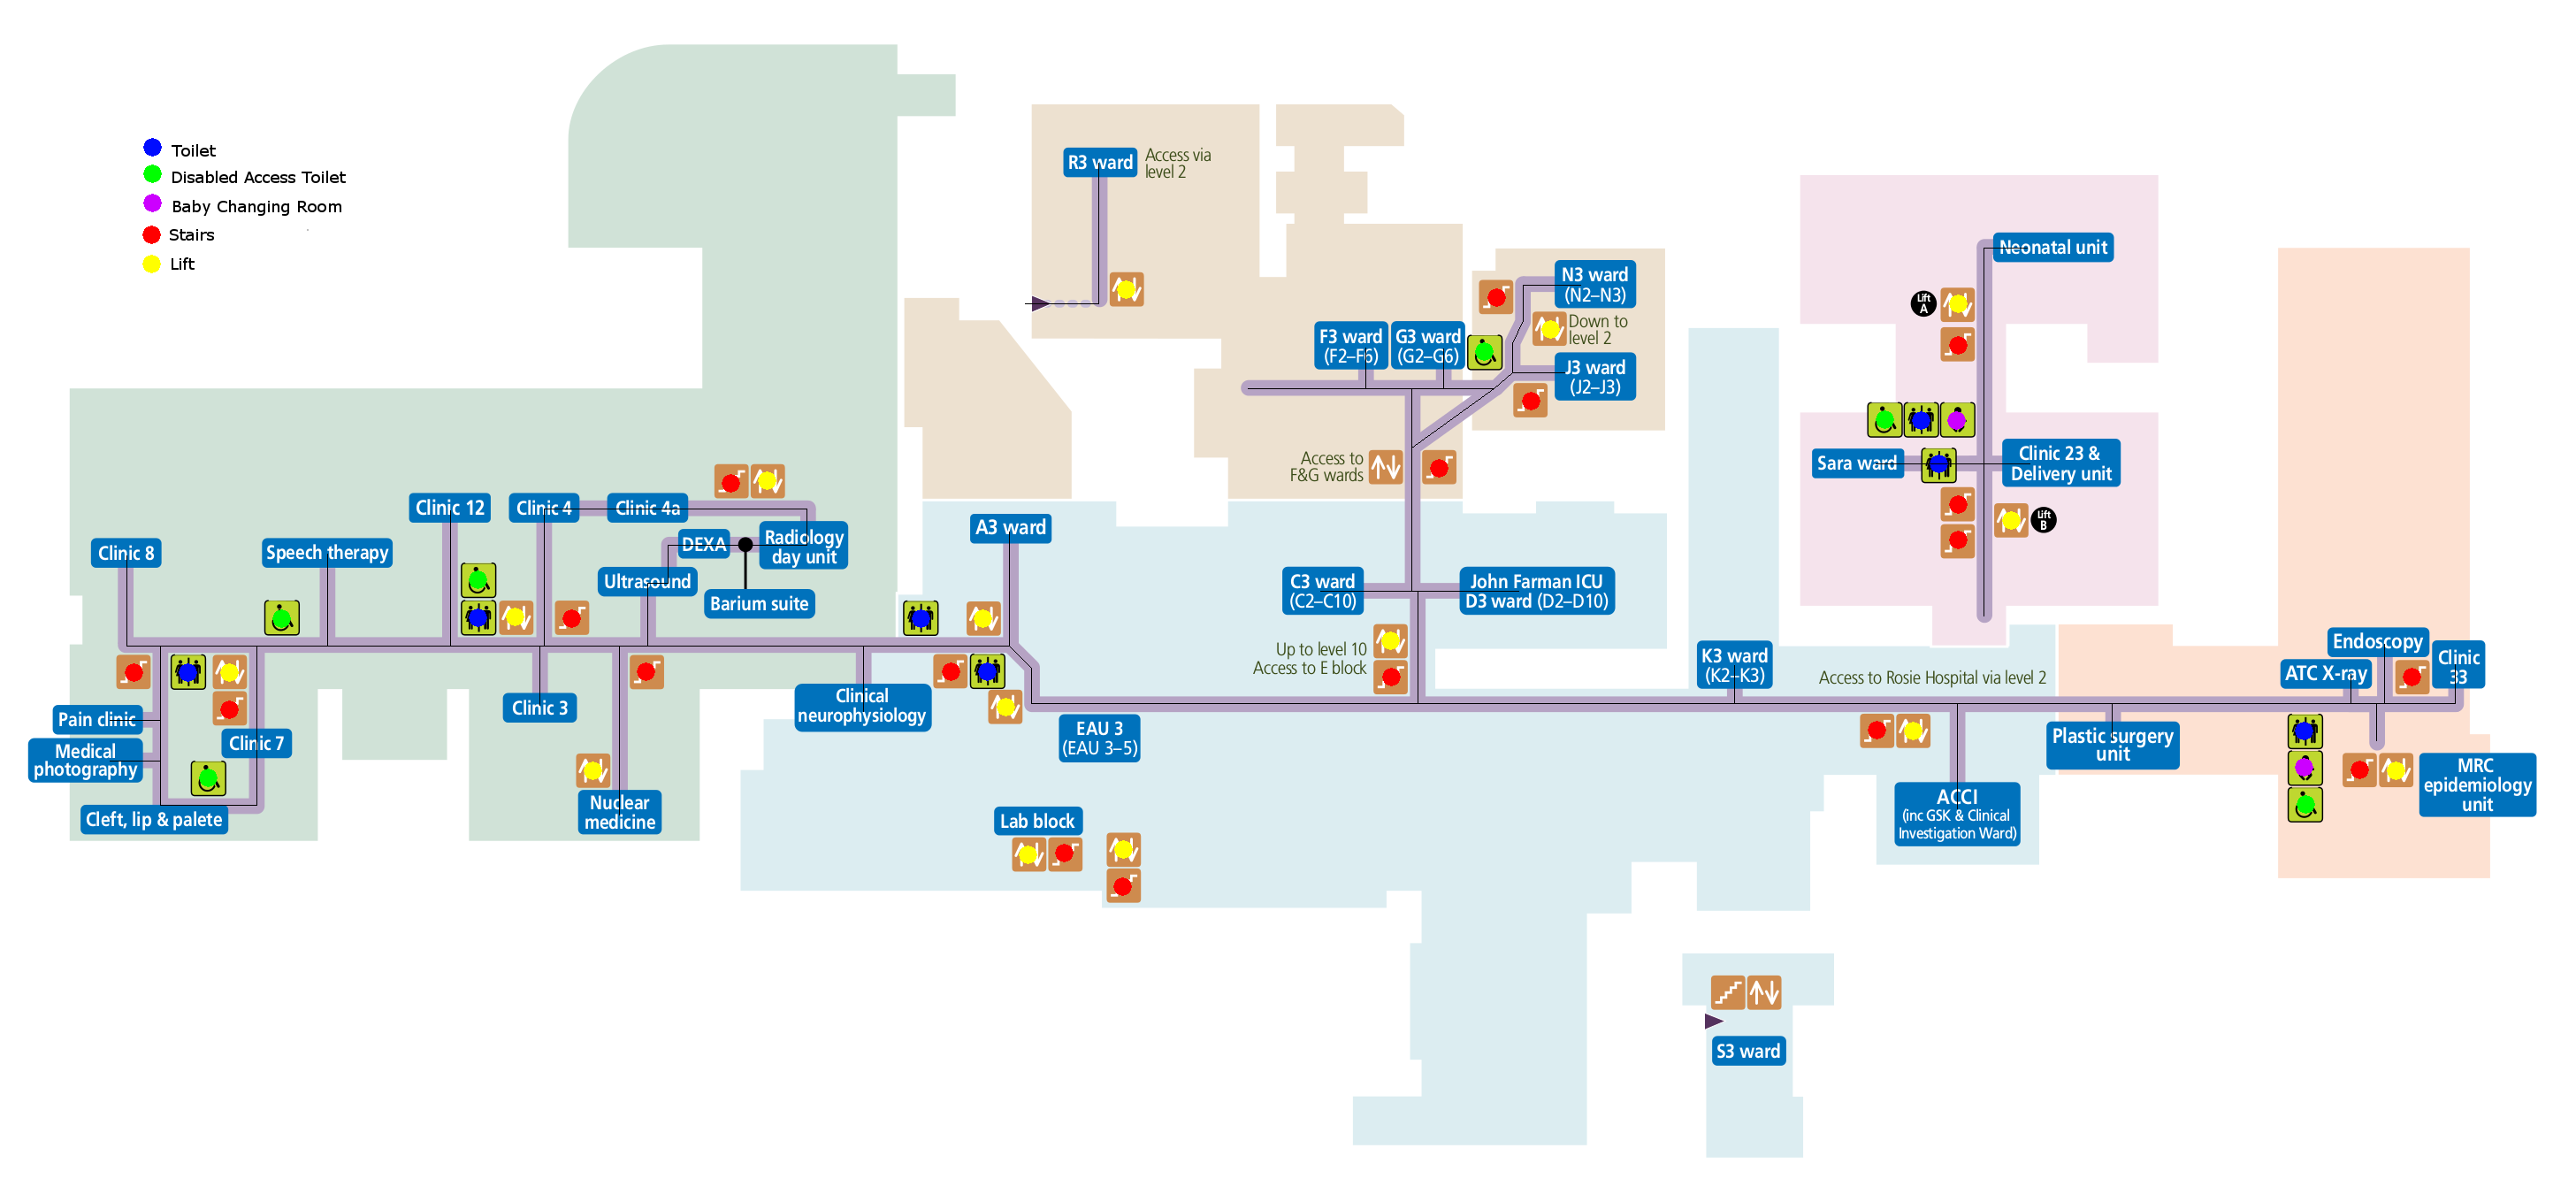 Toilet
Disabled Access Toilet
Baby Changing Room
Stairs
Lift
R3 ward
Access via
level 2
N3 ward
(N2–N3)
Down to
level 2
F3 ward
(F2–F6)
G3 ward
(G2–G6)
J3 ward
(J2–J3)
Access to
F&G wards
Neonatal unit
Lift
A
Sara ward
Clinic 23 &
Delivery unit
Lift
B
Clinic 12
Clinic 4
Clinic 4a
Radiology
day unit
DEXA
Ultrasound
Barium suite
Clinic 8
Speech therapy
A3 ward
C3 ward
(C2–C10)
John Farman ICU
D3 ward (D2–D10)
Up to level 10
Access to E block
K3 ward
(K2–K3)
Access to Rosie Hospital via level 2
Endoscopy
ATC X-ray
Clinic
33
Pain clinic
Medical
photography
Clinic 7
Cleft, lip & palete
Clinic 3
Nuclear
medicine
Clinical
neurophysiology
EAU 3
(EAU 3–5)
Lab block
Plastic surgery
unit
ACCI
(inc GSK & Clinical
Investigation Ward)
MRC
epidemiology
unit
S3 ward